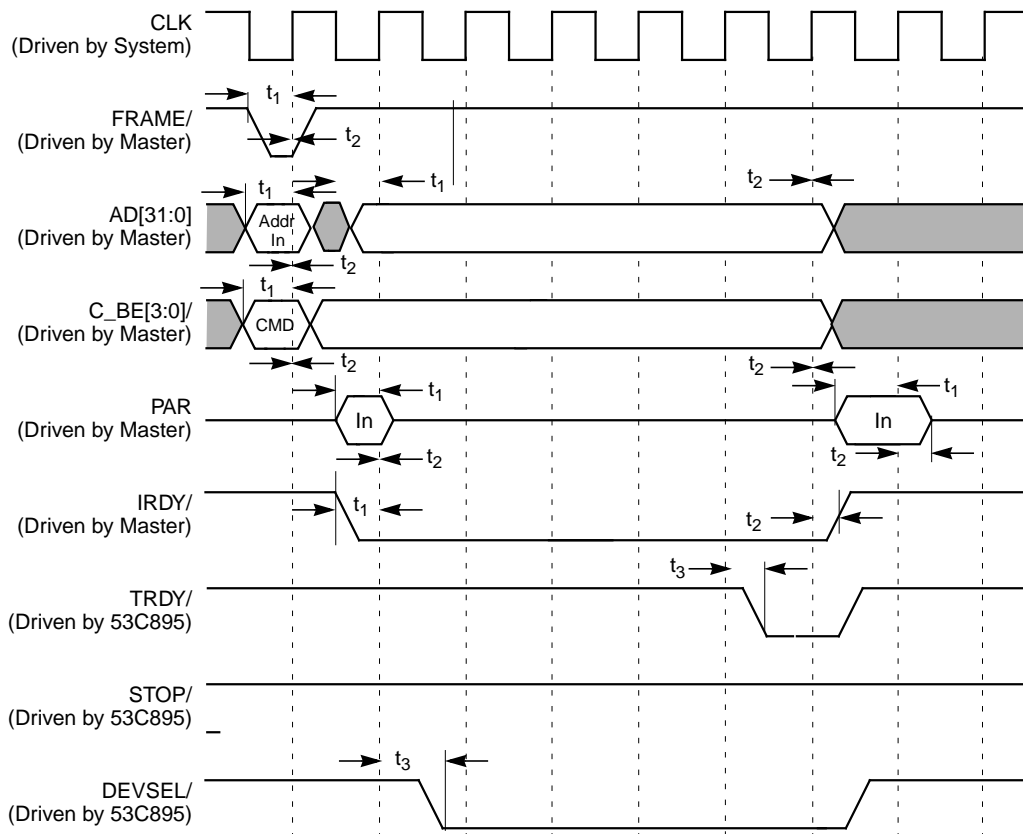 CLK
(Driven by System)
t1
FRAME/
(Driven by Master)
t2
t1
t1
t2
AD[31:0]
(Driven by Master)
Addr
In
t2
t1
C_BE[3:0]/
(Driven by Master)
CMD
t2
t2
PAR
(Driven by Master)
t1
t1
In
In
t2
t2
IRDY/
(Driven by Master)
t1
t2
t3
TRDY/
(Driven by 53C895)
STOP/
(Driven by 53C895)
t3
DEVSEL/
(Driven by 53C895)